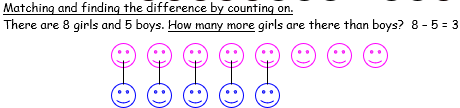 Matching and finding the difference by counting on.
There are 8 girls and 5 boys. How many more girls are there than boys? 8 – 5 = 3